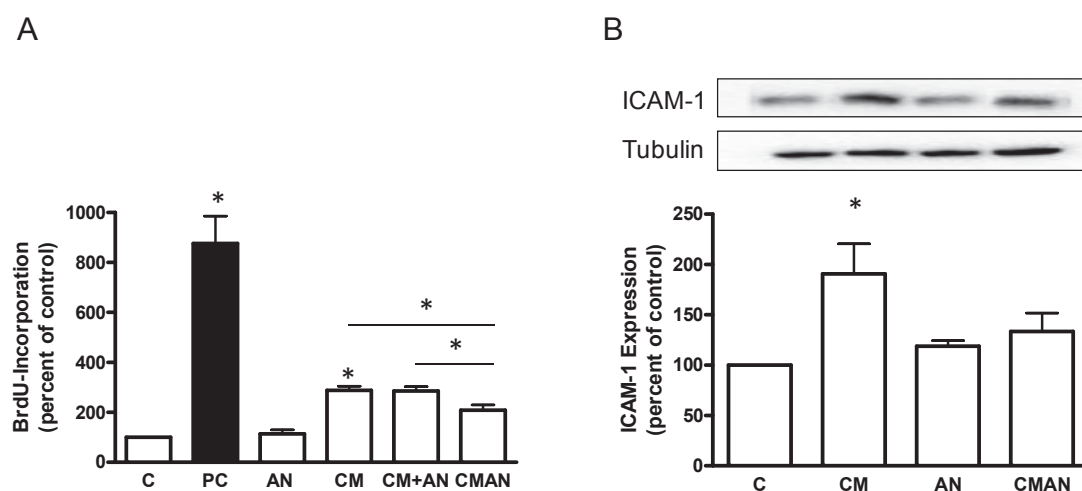 A
BrdU-Incorporation
(percent of control)
1000
800
600
400
200
0
*
*
*
*
C PC AN CM CM+AN CMAN
B
ICAM-1
Tubulin
ICAM-1 Expression
(percent of control)
250
200
150
100
50
0
*
C CM AN CMAN